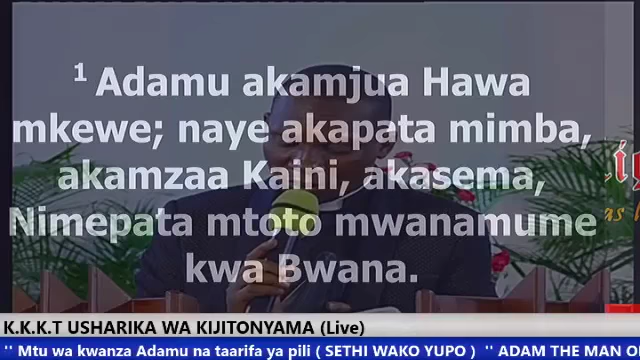 ¹ Adamu akamjua Hawa
mkewe; naye akapata mimba,
akamzaa Kaini, akasema,
Nimepata mtoto mwanamume
kwa Bwana.
K.K.K.T USHARIKA WA KIJITONYAMA (Live)
'' Mtu wa kwanza Adamu na taarifa ya pili ( SETHI WAKO YUPO ) '' ADAM THE MAN O